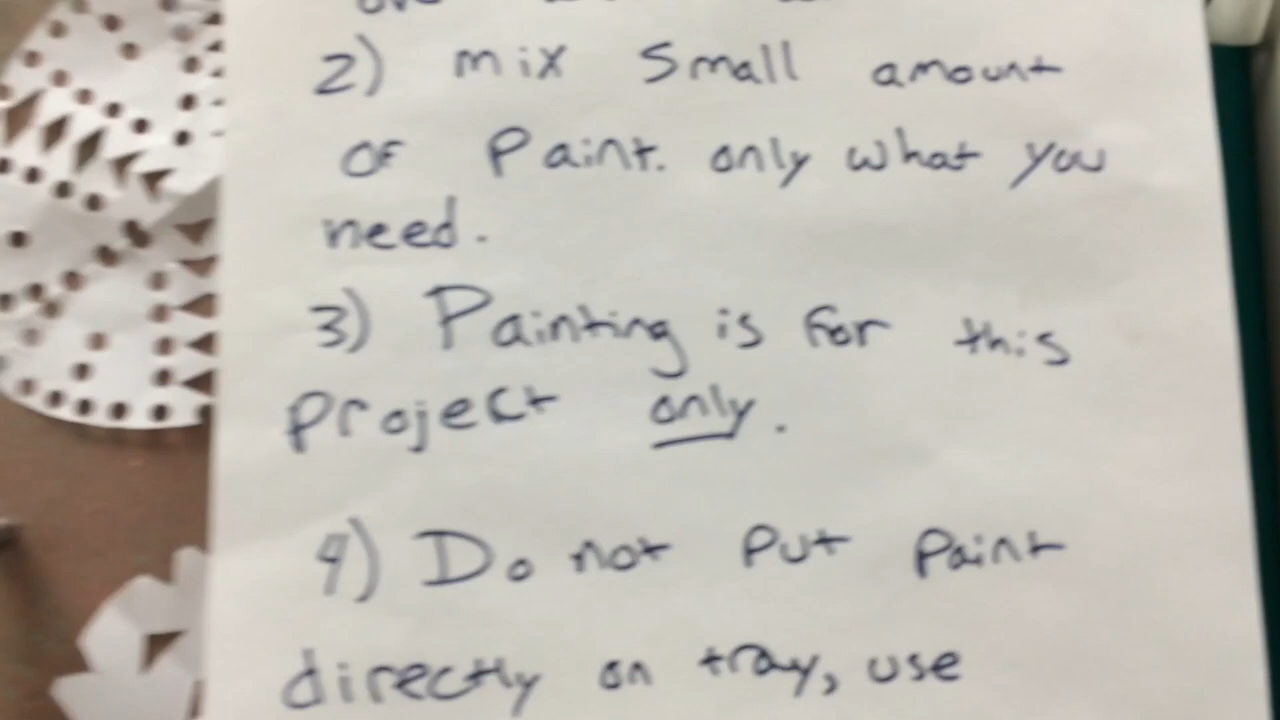 2) mix Small amount
OF Paint. only what you
need.
3) Painting is For this
Project only.
4) Do not Put Paint
directly on tray, use